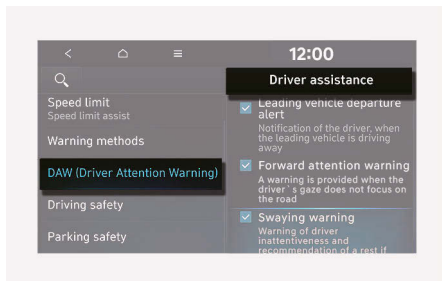 12:00
Driver assistance
Speed limit
Speed limit assist
Warning methods
DAW (Driver Attention Warning)
Driving safety
Parking safety
Leading vehicle departure
alert
Notification of the driver, when
the leading vehicle is driving
away
Forward attention warning
A warning is provided when the
driver's gaze does not focus on
the road
Swaying warning
Warning of driver
inattentiveness and
recommendation of a rest if